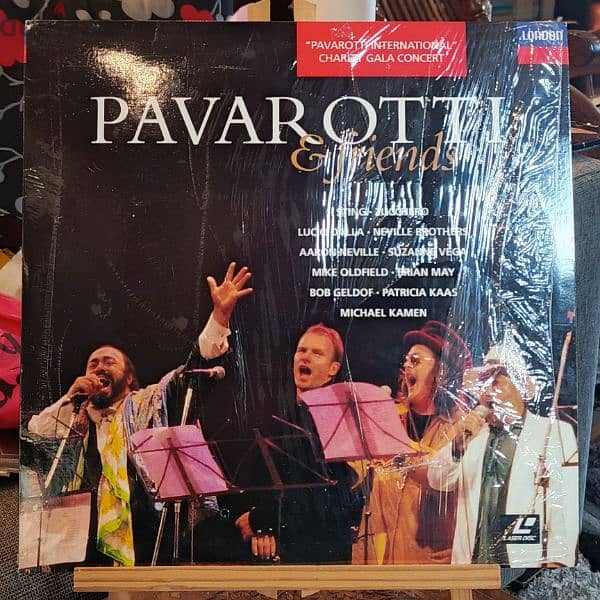 LONDON
"PAVAROTTI INTERNATIONAL"
CHARITY GALA CONCERT
PAVAROTTI
& friends
STING · ZUCCHERO
LUCIO DALLA · NEVILLE BROTHERS
AARON NEVILLE · SUZANNE VEGA
MIKE OLDFIELD · BRIAN MAY
BOB GELDOF · PATRICIA KAAS
MICHAEL KAMEN
LD
LASER DISC